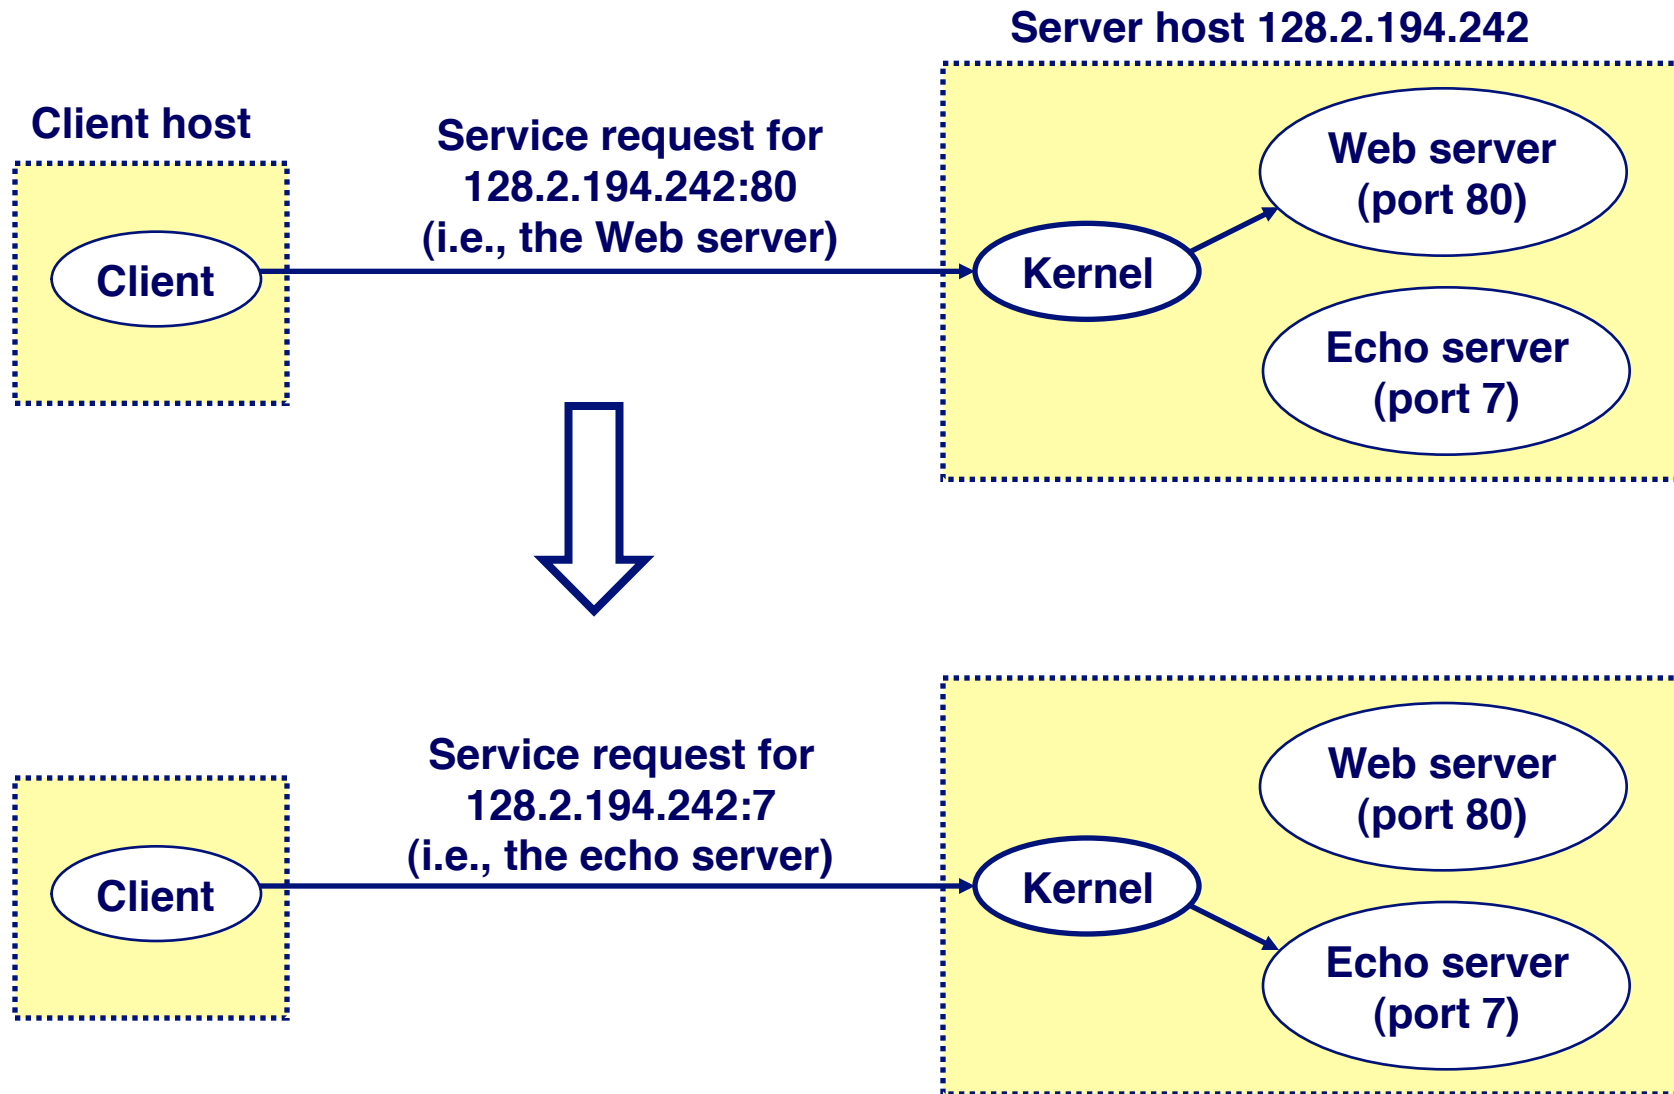 Server host 128.2.194.242
Client host
Service request for
128.2.194.242:80
(i.e., the Web server)
Client
Kernel
Web server
(port 80)
Echo server
(port 7)
Service request for
128.2.194.242:7
(i.e., the echo server)
Client
Kernel
Web server
(port 80)
Echo server
(port 7)